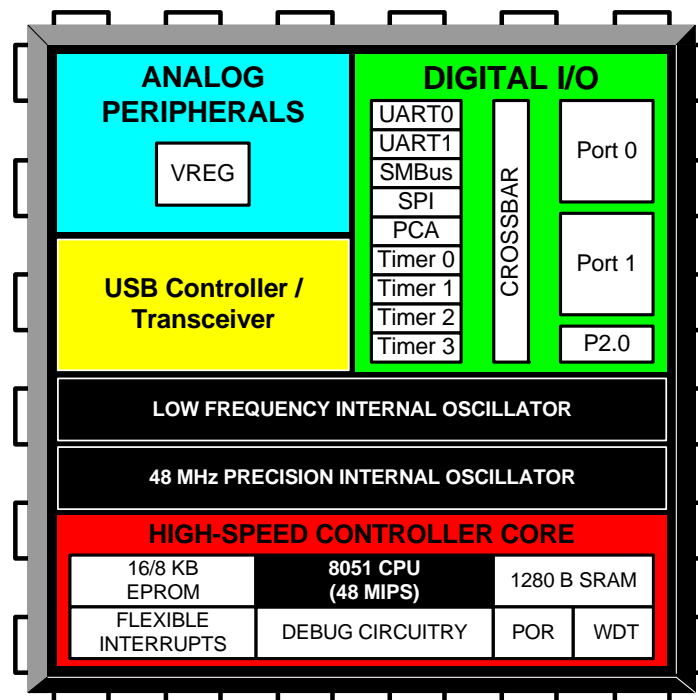 ANALOG
PERIPHERALS
VREG
USB Controller /
Transceiver
DIGITAL I/O
UART0
UART1
SMBus
SPI
PCA
Timer 0
Timer 1
Timer 2
Timer 3
CROSSBAR
Port 0
Port 1
P2.0
LOW FREQUENCY INTERNAL OSCILLATOR
48 MHz PRECISION INTERNAL OSCILLATOR
HIGH-SPEED CONTROLLER CORE
16/8 KB
EPROM
8051 CPU
(48 MIPS)
1280 B SRAM
FLEXIBLE
INTERRUPTS
DEBUG CIRCUITRY
POR
WDT